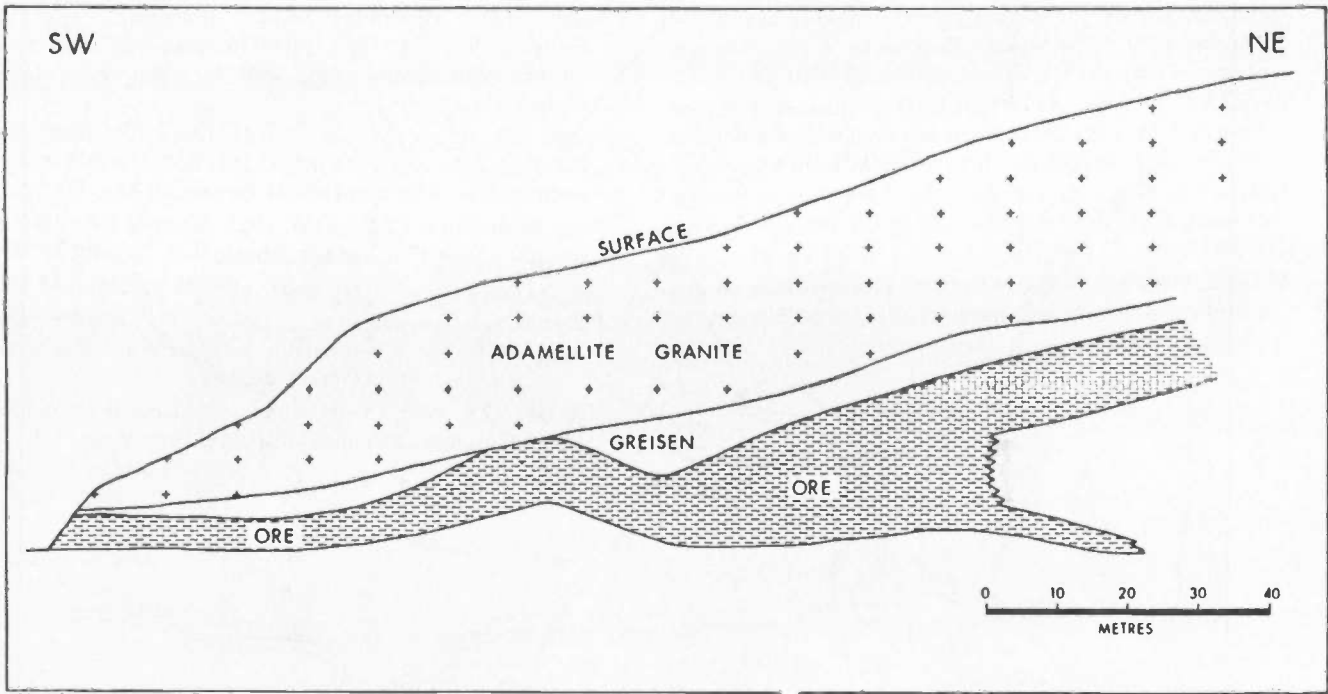 SW NE
SURFACE
ADAMELLITE GRANITE
GREISEN
ORE
ORE
0 10 20 30 40
METRES